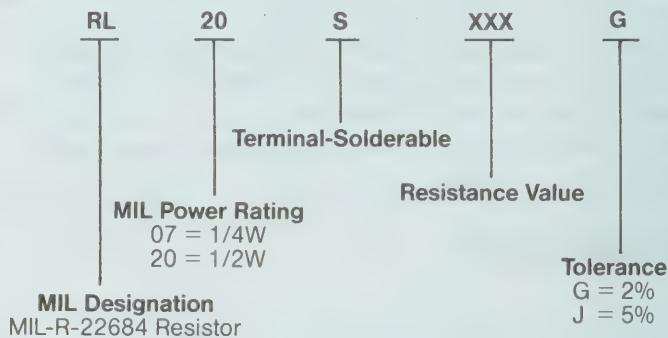 RL 20 S XXX G
Terminal-Solderable
Resistance Value
MIL Power Rating
07 = 1/4W
20 = 1/2W
Tolerance
G = 2%
J = 5%
MIL Designation
MIL-R-22684 Resistor